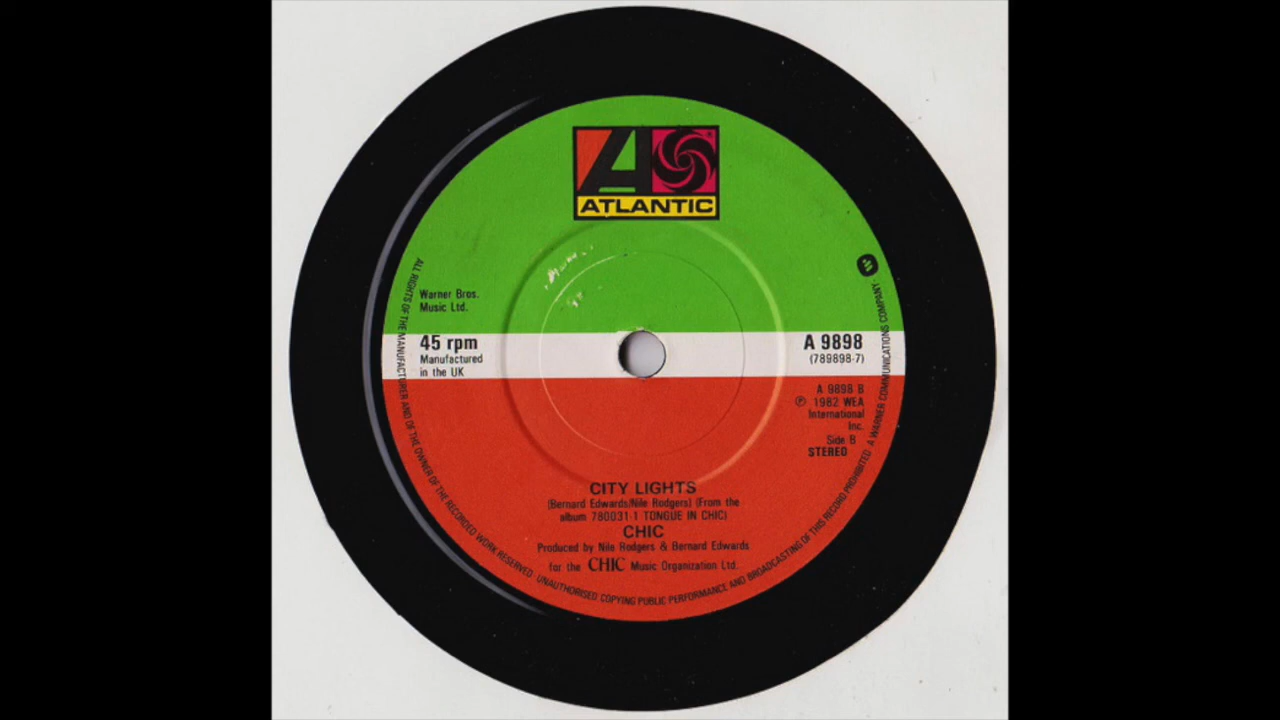 ATLANTIC
Warner Bros.
Music Ltd.
45 rpm
Manufactured
in the UK
A 9898
(789898-7)
A 9898 B
Ⓟ 1982 WEA
International
Inc.
Side B
STEREO
CITY LIGHTS
(Bernard Edwards/Nile Rodgers) (From the
album 780031-1 TONGUE IN CHIC)
CHIC
Produced by Nile Rodgers & Bernard Edwards
for the CHIC Music Organization Ltd.
ALL RIGHTS OF THE MANUFACTURER AND OF THE OWNER OF THE RECORDED WORK RESERVED · UNAUTHORISED COPYING PUBLIC PERFORMANCE AND BROADCASTING OF THIS RECORD PROHIBITED · A WARNER COMMUNICATIONS COMPANY ·